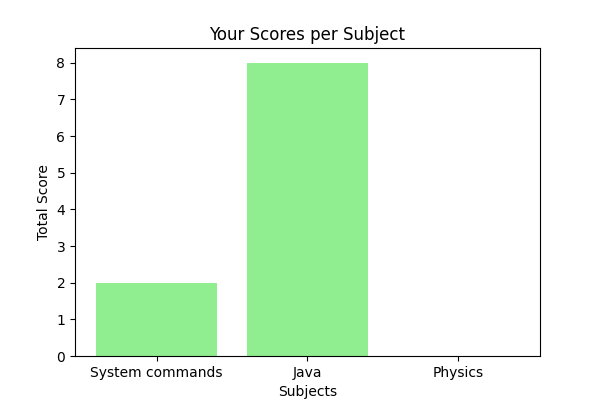 Your Scores per Subject
8
7
6
5
4
3
2
1
0
Total Score
System commands
Java
Physics
Subjects